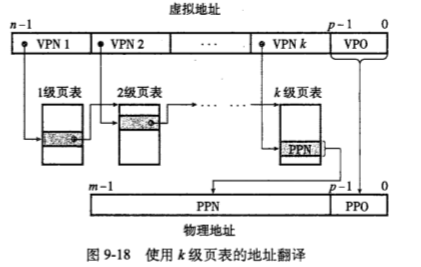 虚拟地址
n-1 p-1 0
VPN 1 VPN 2 ... VPN k VPO
1级页表 2级页表 ... ... k 级页表
PPN
m-1 p-1 0
PPN PPO
物理地址
图 9-18 使用 k 级页表的地址翻译